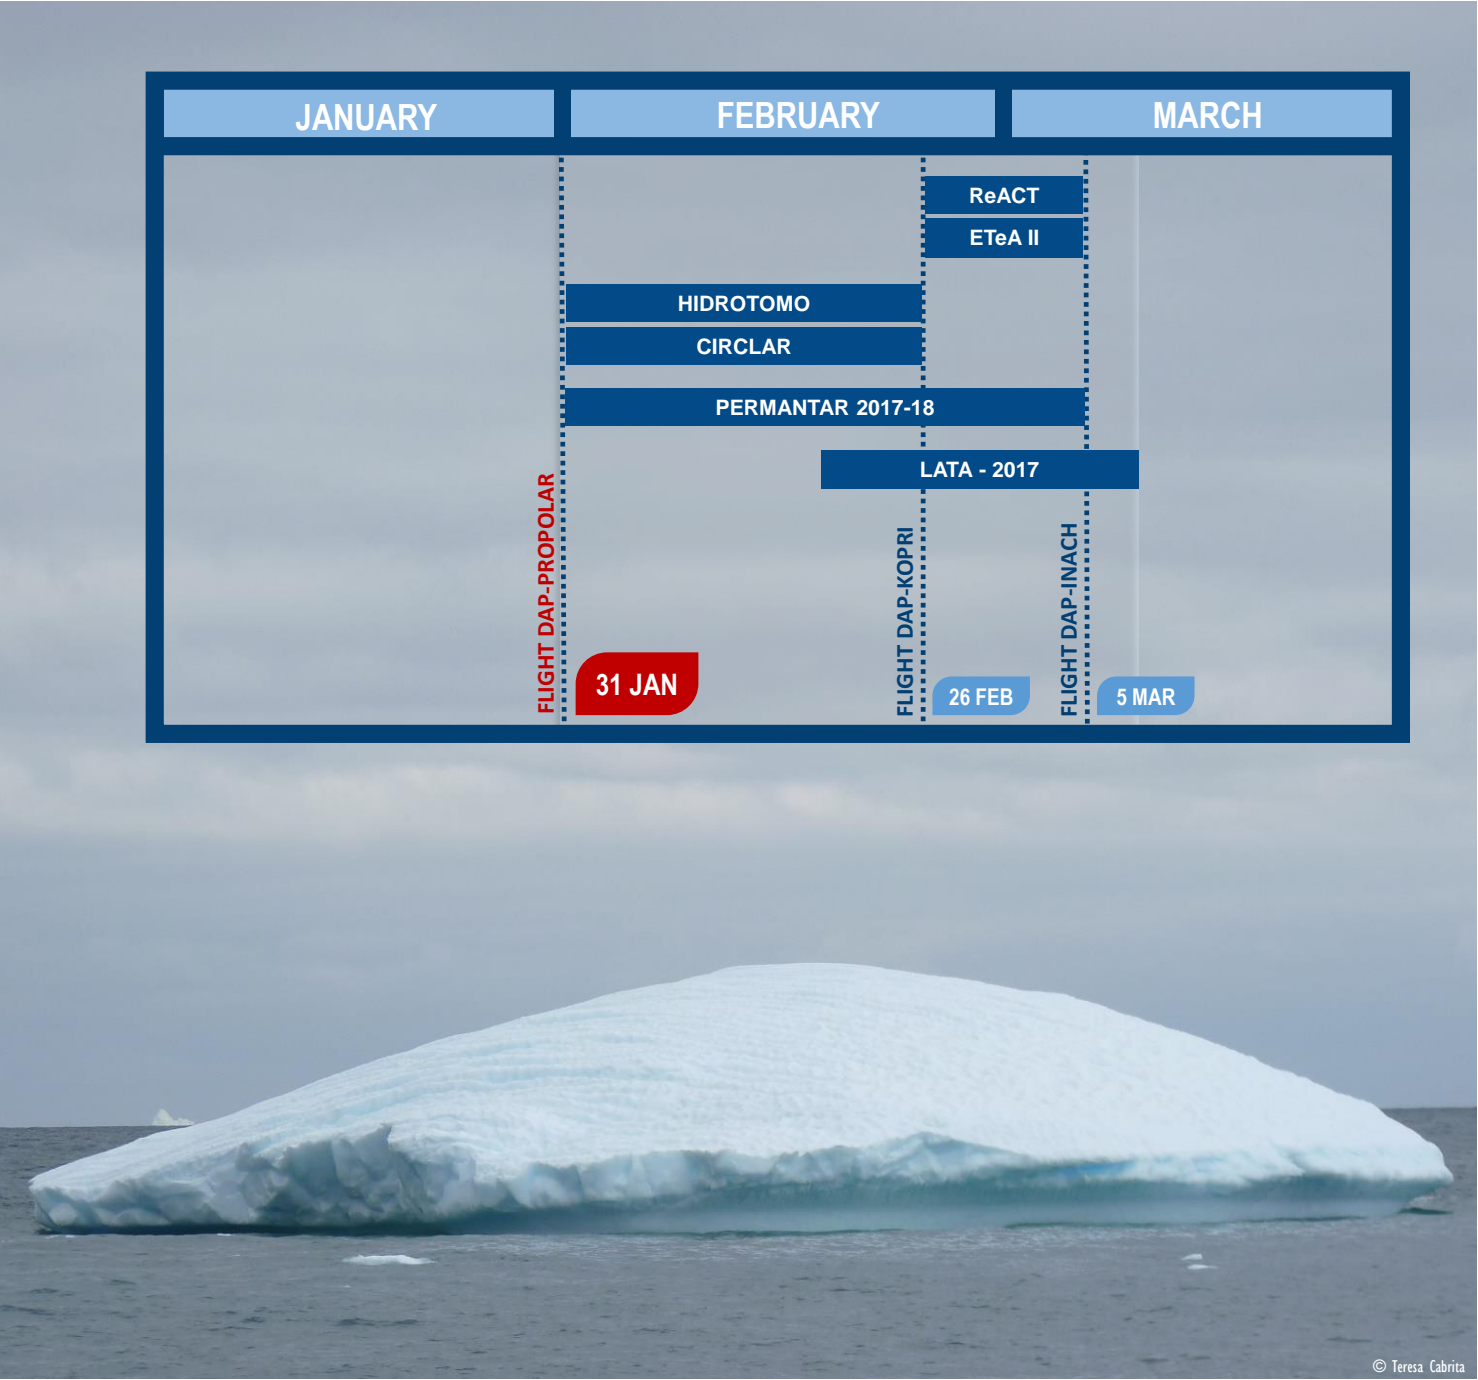 JANUARY
FEBRUARY
MARCH
ReACT
ETeA II
HIDROTOMO
CIRCLAR
PERMANTAR 2017-18
LATA - 2017
FLIGHT DAP-PROPOLAR
31 JAN
FLIGHT DAP-KOPRI
26 FEB
FLIGHT DAP-INACH
5 MAR
© Teresa Cabrita